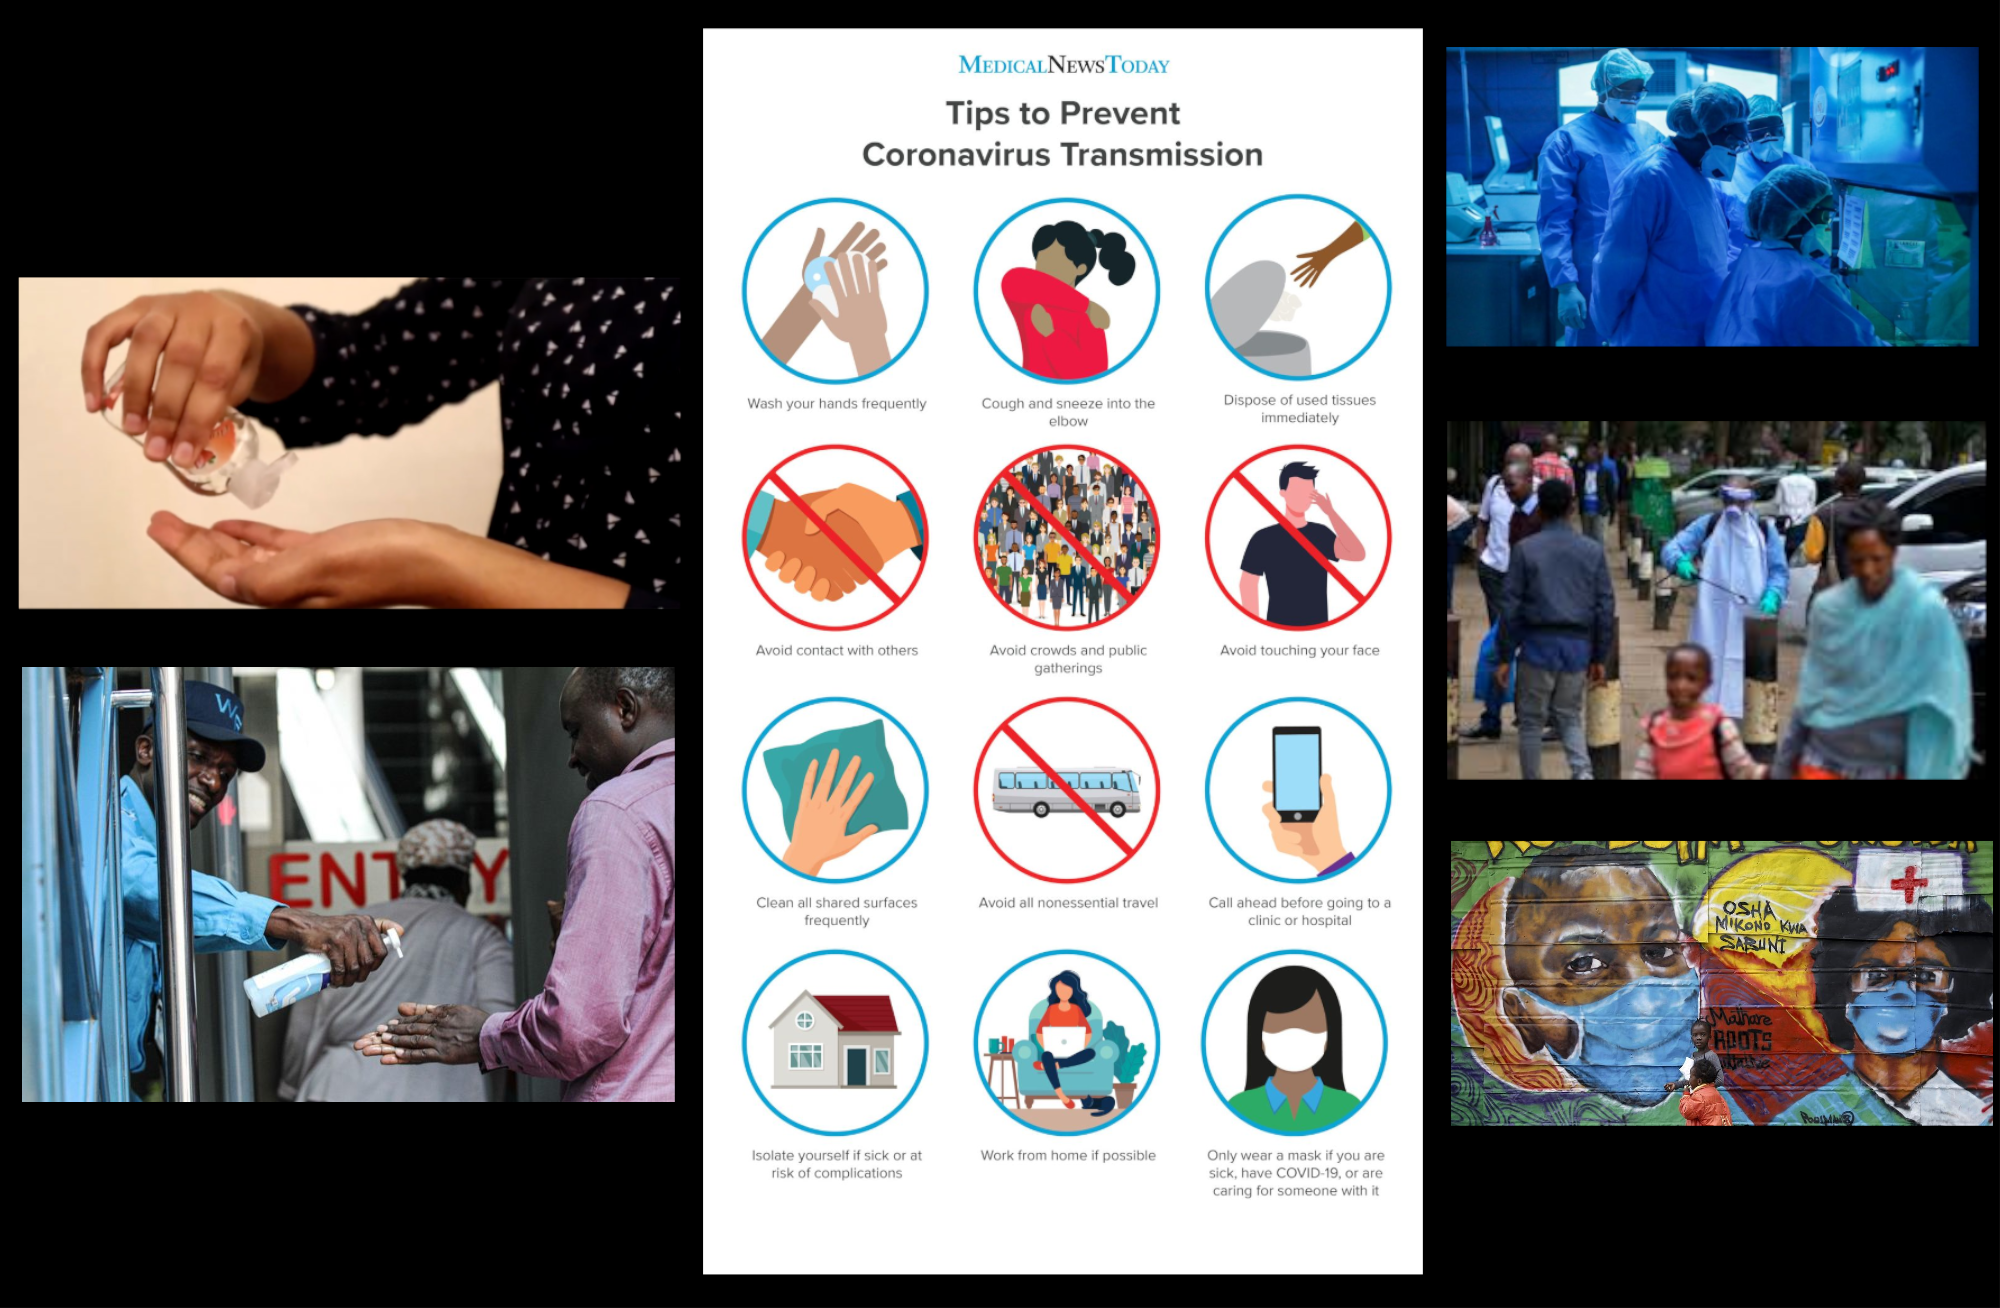 MEDICALNEWSTODAY
Tips to Prevent
Coronavirus Transmission
Wash your hands frequently
Cough and sneeze into the
elbow
Dispose of used tissues
immediately
Avoid contact with others
Avoid crowds and public
gatherings
Avoid touching your face
Clean all shared surfaces
frequently
Avoid all nonessential travel
Call ahead before going to a
clinic or hospital
Isolate yourself if sick or at
risk of complications
Work from home if possible
Only wear a mask if you are
sick, have COVID-19, or are
caring for someone with it
OSHA
MIKONO KWA
SABUNI
Mathare
ROOTS